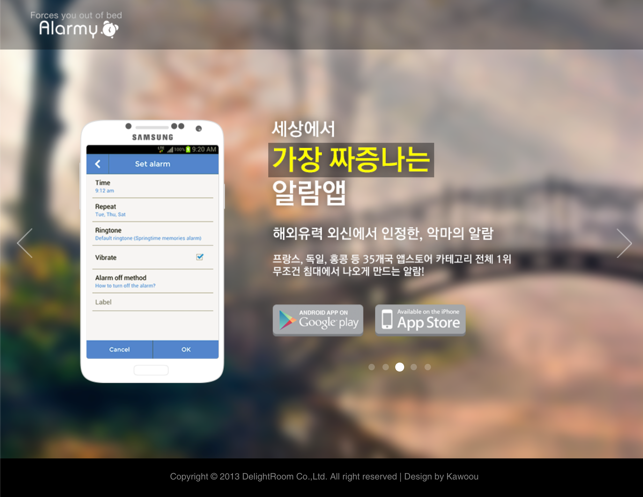 Forces you out of bed
Alarmy
SAMSUNG
100% 9:20 AM
Set alarm
Time
9:12 am
Repeat
Tue, Thu, Sat
Ringtone
Default ringtone (Springtime memories alarm)
Vibrate
Alarm off method
How to turn off the alarm?
Label
Cancel OK
세상에서
가장 짜증나는
알람앱
해외유력 외신에서 인정한, 악마의 알람
프랑스, 독일, 홍콩 등 35개국 앱스토어 카테고리 전체 1위
무조건 침대에서 나오게 만드는 알람!
ANDROID APP ON
Google play
Available on the iPhone
App Store
Copyright © 2013 DelightRoom Co.,Ltd. All right reserved | Design by Kawoou